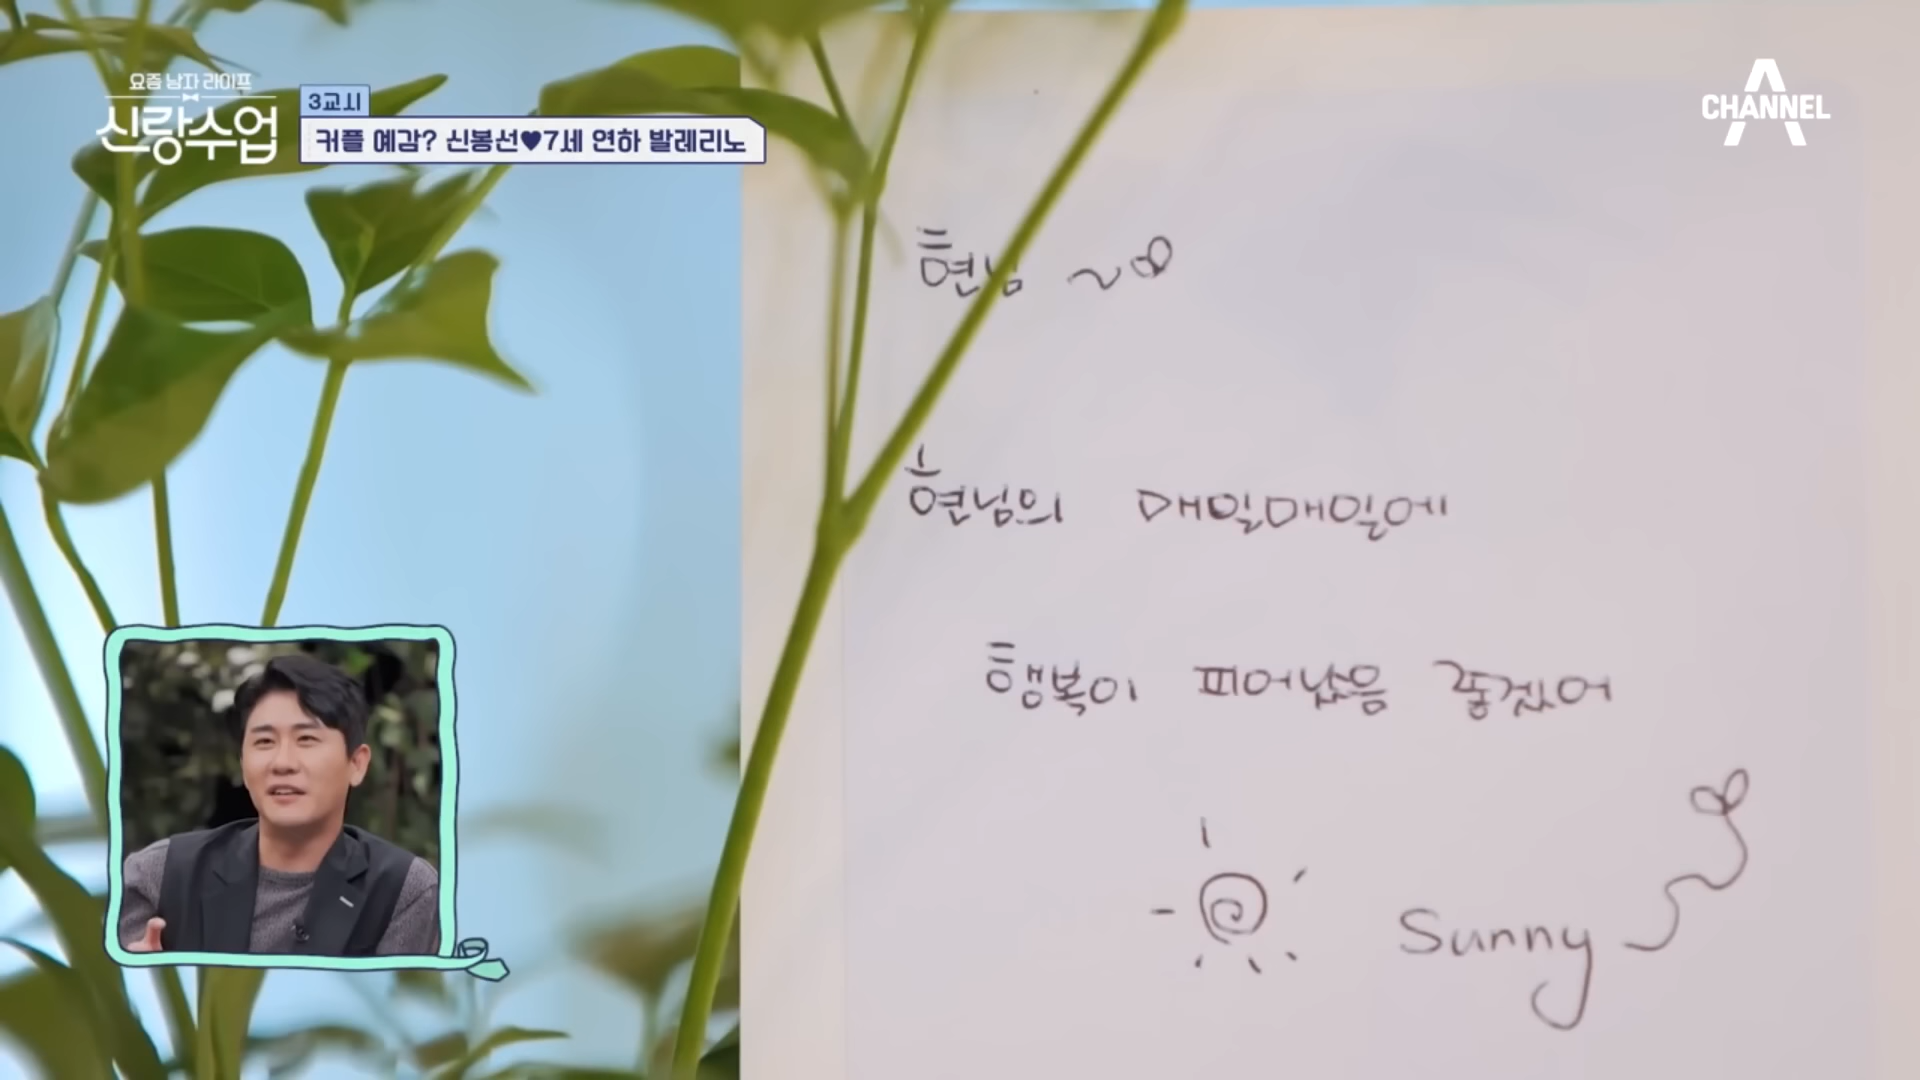 요즘 남자 라이프
신랑수업
3교시
커플 예감? 신봉선♥7세 연하 발레리노
CHANNEL A
현님 ~
현님의 매일매일에
행복이 피어났음 좋겠어
Sunny